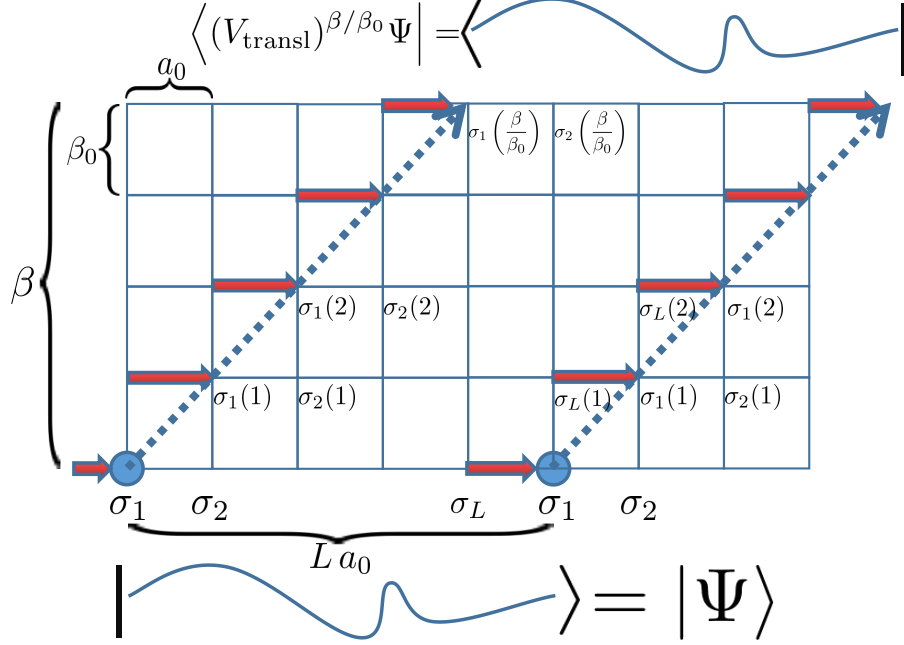 ⟨(V_transl)^{β/β₀} Ψ| = ⟨ |
a₀
β₀
σ₁(β/β₀) σ₂(β/β₀)
β
σ₁(2) σ₂(2) σ_L(2) σ₁(2)
σ₁(1) σ₂(1) σ_L(1) σ₁(1) σ₂(1)
σ₁ σ₂ σ_L σ₁ σ₂
L a₀
| ⟩ = |Ψ⟩